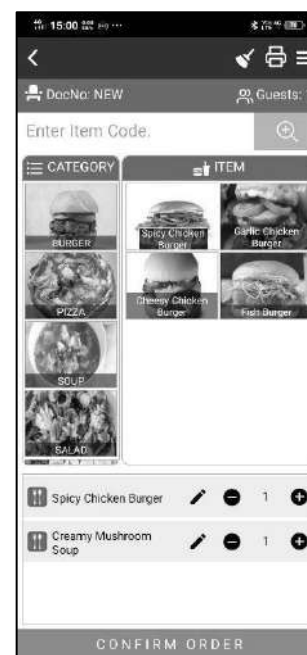 15:00
DocNo: NEW
Guests:
Enter Item Code.
CATEGORY
ITEM
BURGER
Spicy Chicken
Burger
Garlic Chicken
Burger
PIZZA
Cheesy Chicken
Burger
Fish Burger
SOUP
SALAD
Spicy Chicken Burger
1
Creamy Mushroom
Soup
1
CONFIRM ORDER